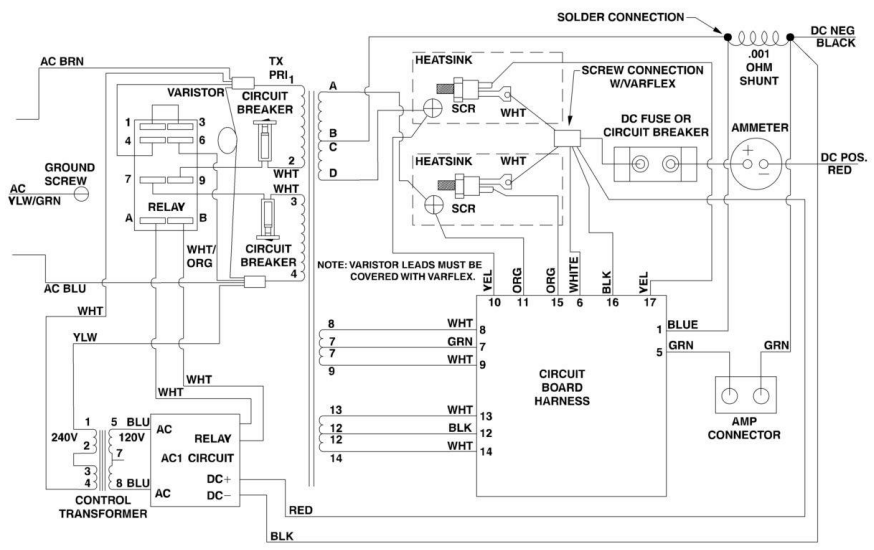 SOLDER CONNECTION
DC NEG
BLACK
.001
OHM
SHUNT
AC BRN
TX
PRI
1
HEATSINK
SCREW CONNECTION
W/VARFLEX
VARISTOR
CIRCUIT
BREAKER
A
SCR
WHT
DC FUSE OR
CIRCUIT BREAKER
AMMETER
+
−
1
3
4
6
B
C
2
WHT
HEATSINK
WHT
DC POS.
RED
GROUND
SCREW
7
9
D
WHT
3
SCR
AC
YLW/GRN
RELAY
A
B
WHT/
ORG
CIRCUIT
BREAKER
4
NOTE: VARISTOR LEADS MUST BE
COVERED WITH VARFLEX.
AC BLU
YEL
ORG
ORG
WHITE
BLK
YEL
10
11
15
6
16
17
WHT
YLW
8
WHT
8
7
GRN
7
7
WHT
9
9
1
BLUE
5
GRN
GRN
CIRCUIT
BOARD
HARNESS
WHT
WHT
AMP
CONNECTOR
13
WHT
13
12
BLK
12
12
WHT
14
14
1
5
BLU
240V
120V
2
7
3
4
8
BLU
AC
RELAY
AC1 CIRCUIT
DC+
AC
DC−
CONTROL
TRANSFORMER
RED
BLK